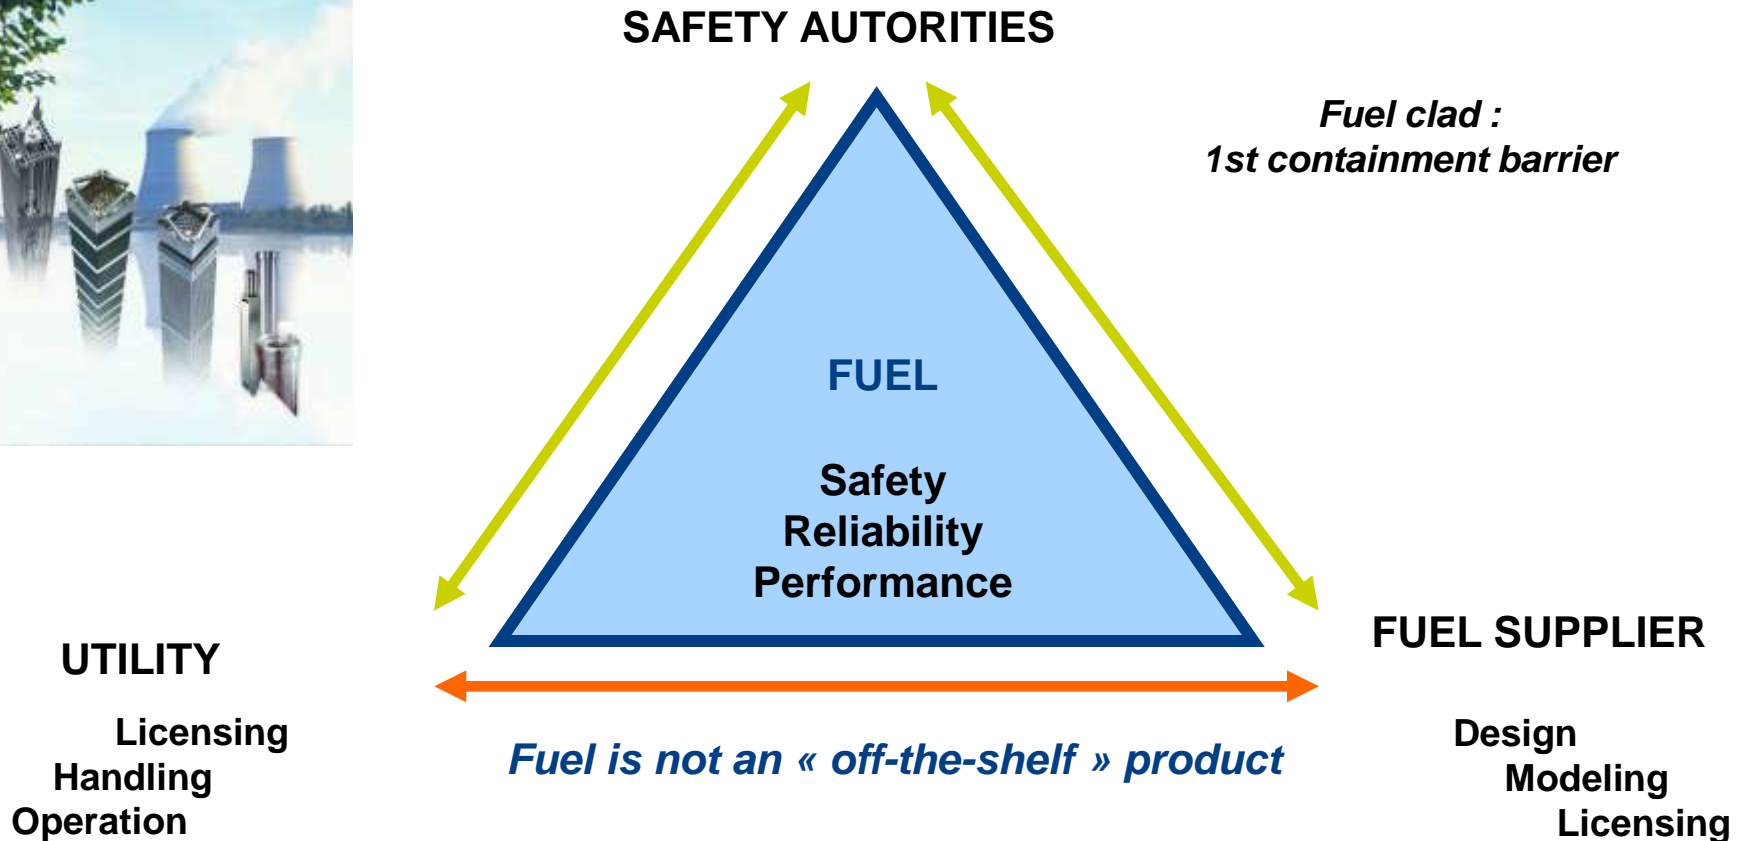 SAFETY AUTORITIES
Fuel clad :
1st containment barrier
FUEL
Safety
Reliability
Performance
UTILITY
Licensing
Handling
Operation
Fuel is not an « off-the-shelf » product
FUEL SUPPLIER
Design
Modeling
Licensing